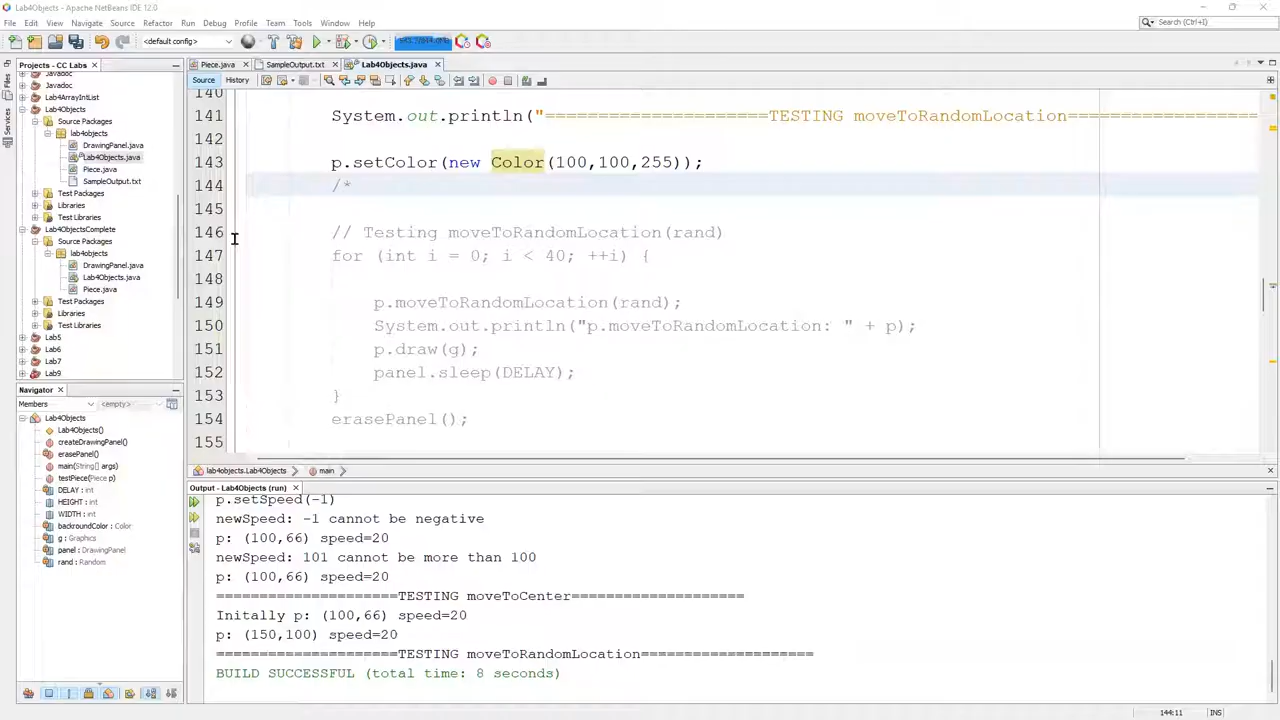 Lab4Objects - Apache NetBeans IDE 12.0
File Edit View Navigate Source Refactor Run Debug Profile Team Tools Window Help
Search (Ctrl+I)
<default config>
Projects - CC Labs
Piece.java SampleOutput.txt Lab4Objects.java
Source History
Javadoc
Javadoc
Lab4ArrayIntList
Lab4Objects
Source Packages
lab4objects
DrawingPanel.java
Lab4Objects.java
Piece.java
SampleOutput.txt
Test Packages
Libraries
Test Libraries
Lab4ObjectsComplete
Source Packages
lab4objects
DrawingPanel.java
Lab4Objects.java
Piece.java
Test Packages
Libraries
Test Libraries
Lab5
Lab6
Lab7
Lab9
Files
Services
140
141 System.out.println("=====================TESTING moveToRandomLocation==================
142
143 p.setColor(new Color(100,100,255));
144 /*
145
146 // Testing moveToRandomLocation(rand)
147 for (int i = 0; i < 40; ++i) {
148
149 p.moveToRandomLocation(rand);
150 System.out.println("p.moveToRandomLocation: " + p);
151 p.draw(g);
152 panel.sleep(DELAY);
153 }
154 erasePanel();
155
lab4objects.Lab4Objects main
Navigator
Members <empty>
Lab4Objects
Lab4Objects()
createDrawingPanel()
erasePanel()
main(String[] args)
testPiece(Piece p)
DELAY : int
HEIGHT : int
WIDTH : int
backroundColor : Color
g : Graphics
panel : DrawingPanel
rand : Random
Output - Lab4Objects (run)
p.setSpeed(-1)
newSpeed: -1 cannot be negative
p: (100,66) speed=20
newSpeed: 101 cannot be more than 100
p: (100,66) speed=20
=====================TESTING moveToCenter====================
Initally p: (100,66) speed=20
p: (150,100) speed=20
=====================TESTING moveToRandomLocation====================
BUILD SUCCESSFUL (total time: 8 seconds)
144:11 INS